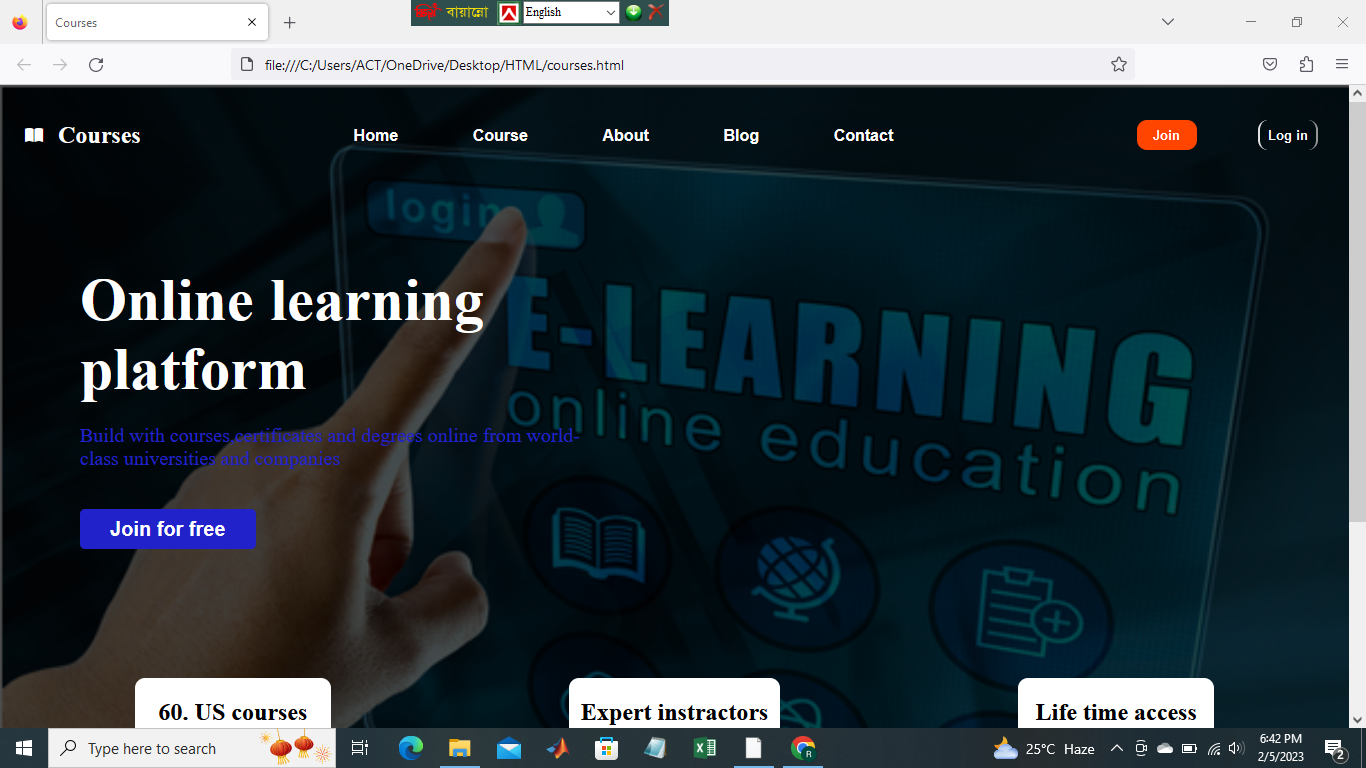 Courses
বায়ান্নো
English
file:///C:/Users/ACT/OneDrive/Desktop/HTML/courses.html
Courses
Home
Course
About
Blog
Contact
Join
Log in
login
Online learning
platform
E-LEARNING
online education
Build with courses,certificates and degrees online from world-
class universities and companies
Join for free
60. US courses
Expert instractors
Life time access
Type here to search
25°C Haze
6:42 PM
2/5/2023
2